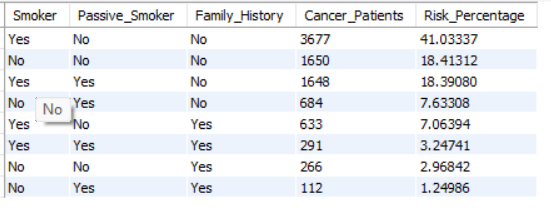 Smoker Passive_Smoker Family_History Cancer_Patients Risk_Percentage
Yes No No 3677 41.03337
No No No 1650 18.41312
Yes Yes No 1648 18.39080
No Yes No 684 7.63308
No
Yes No Yes 633 7.06394
Yes Yes Yes 291 3.24741
No No Yes 266 2.96842
No Yes Yes 112 1.24986